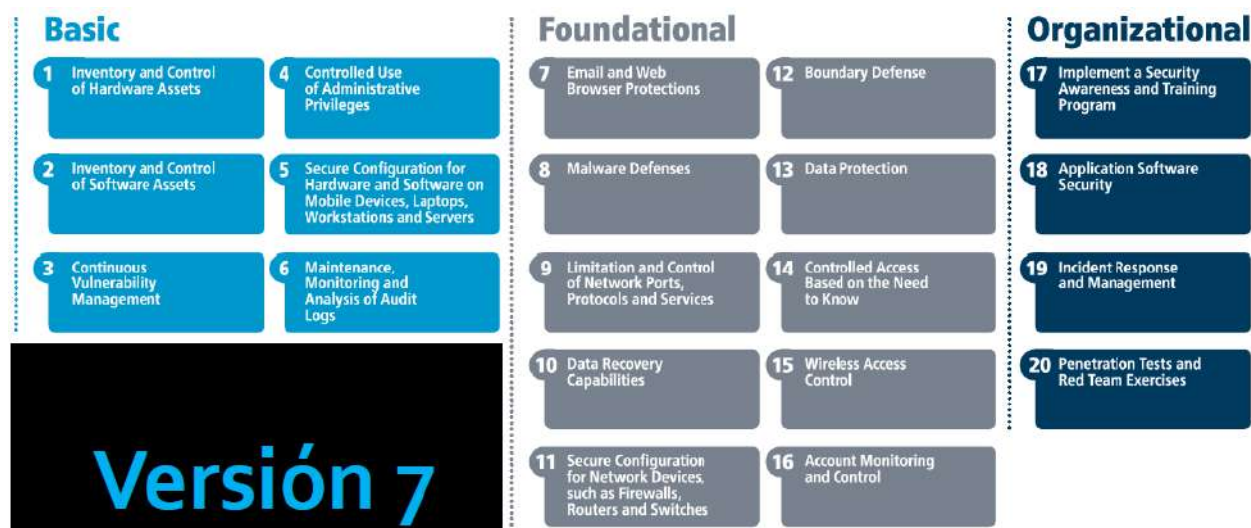 Basic
1 Inventory and Control
of Hardware Assets
2 Inventory and Control
of Software Assets
3 Continuous
Vulnerability
Management
4 Controlled Use
of Administrative
Privileges
5 Secure Configuration for
Hardware and Software on
Mobile Devices, Laptops,
Workstations and Servers
6 Maintenance,
Monitoring and
Analysis of Audit
Logs
Versión 7
Foundational
7 Email and Web
Browser Protections
8 Malware Defenses
9 Limitation and Control
of Network Ports,
Protocols and Services
10 Data Recovery
Capabilities
11 Secure Configuration
for Network Devices,
such as Firewalls,
Routers and Switches
12 Boundary Defense
13 Data Protection
14 Controlled Access
Based on the Need
to Know
15 Wireless Access
Control
16 Account Monitoring
and Control
Organizational
17 Implement a Security
Awareness and Training
Program
18 Application Software
Security
19 Incident Response
and Management
20 Penetration Tests and
Red Team Exercises